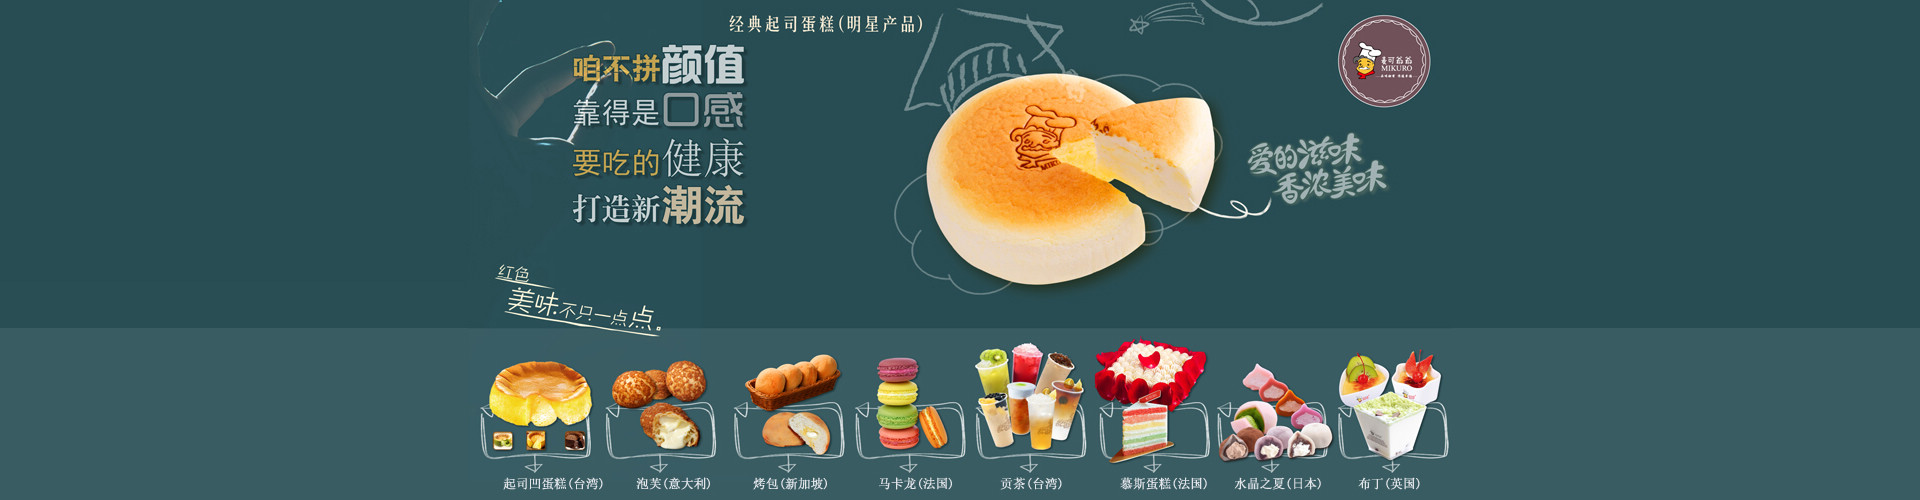 经典起司蛋糕(明星产品)
咱不拼颜值
靠得是口感
要吃的健康
打造新潮流
MIKURO
爱的滋味
香浓美味
红色
美味不只一点点。
起司凹蛋糕(台湾)
泡芙(意大利)
烤包(新加坡)
马卡龙(法国)
贡茶(台湾)
慕斯蛋糕(法国)
水晶之夏(日本)
布丁(英国)